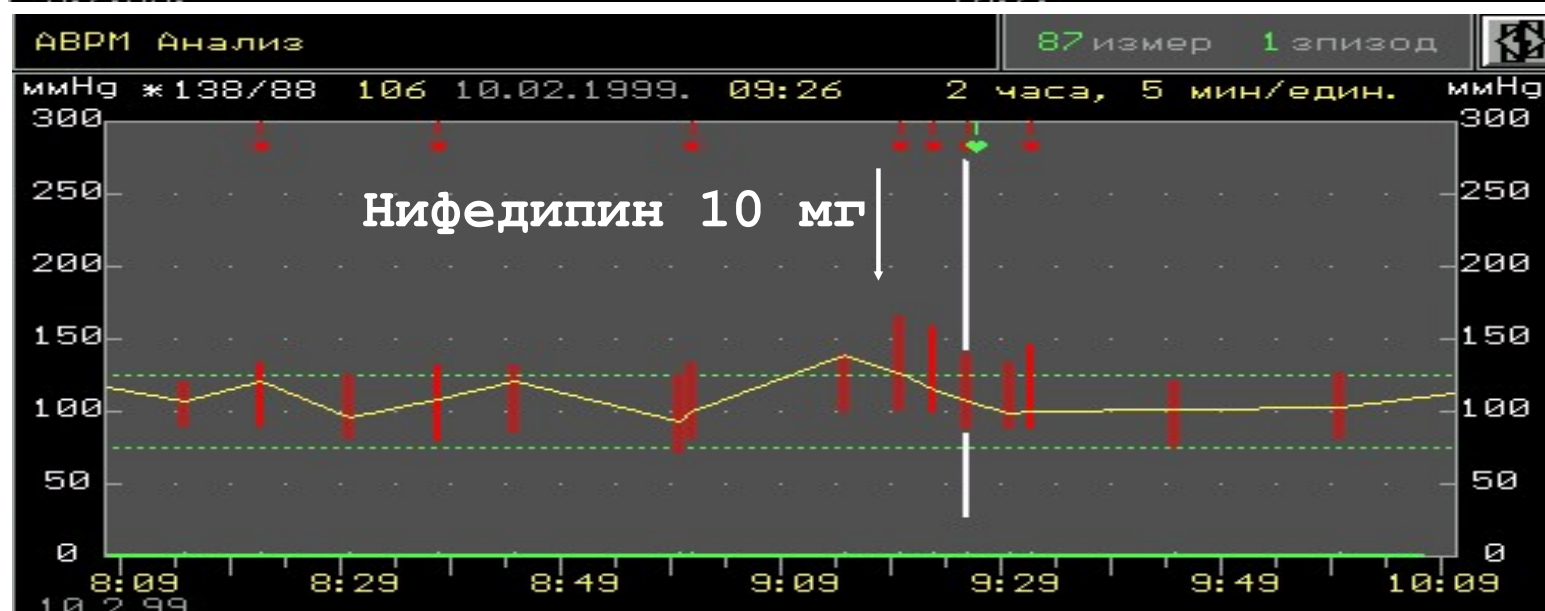 АВРМ Анализ 87 измер 1 эпизод
ммHg *138/88 106 10.02.1999. 09:26 2 часа, 5 мин/един. ммHg
300 300
250 250
Нифедипин 10 мг
200 200
150 150
100 100
50 50
0 0
8:09 8:29 8:49 9:09 9:29 9:49 10:09
10.2.99